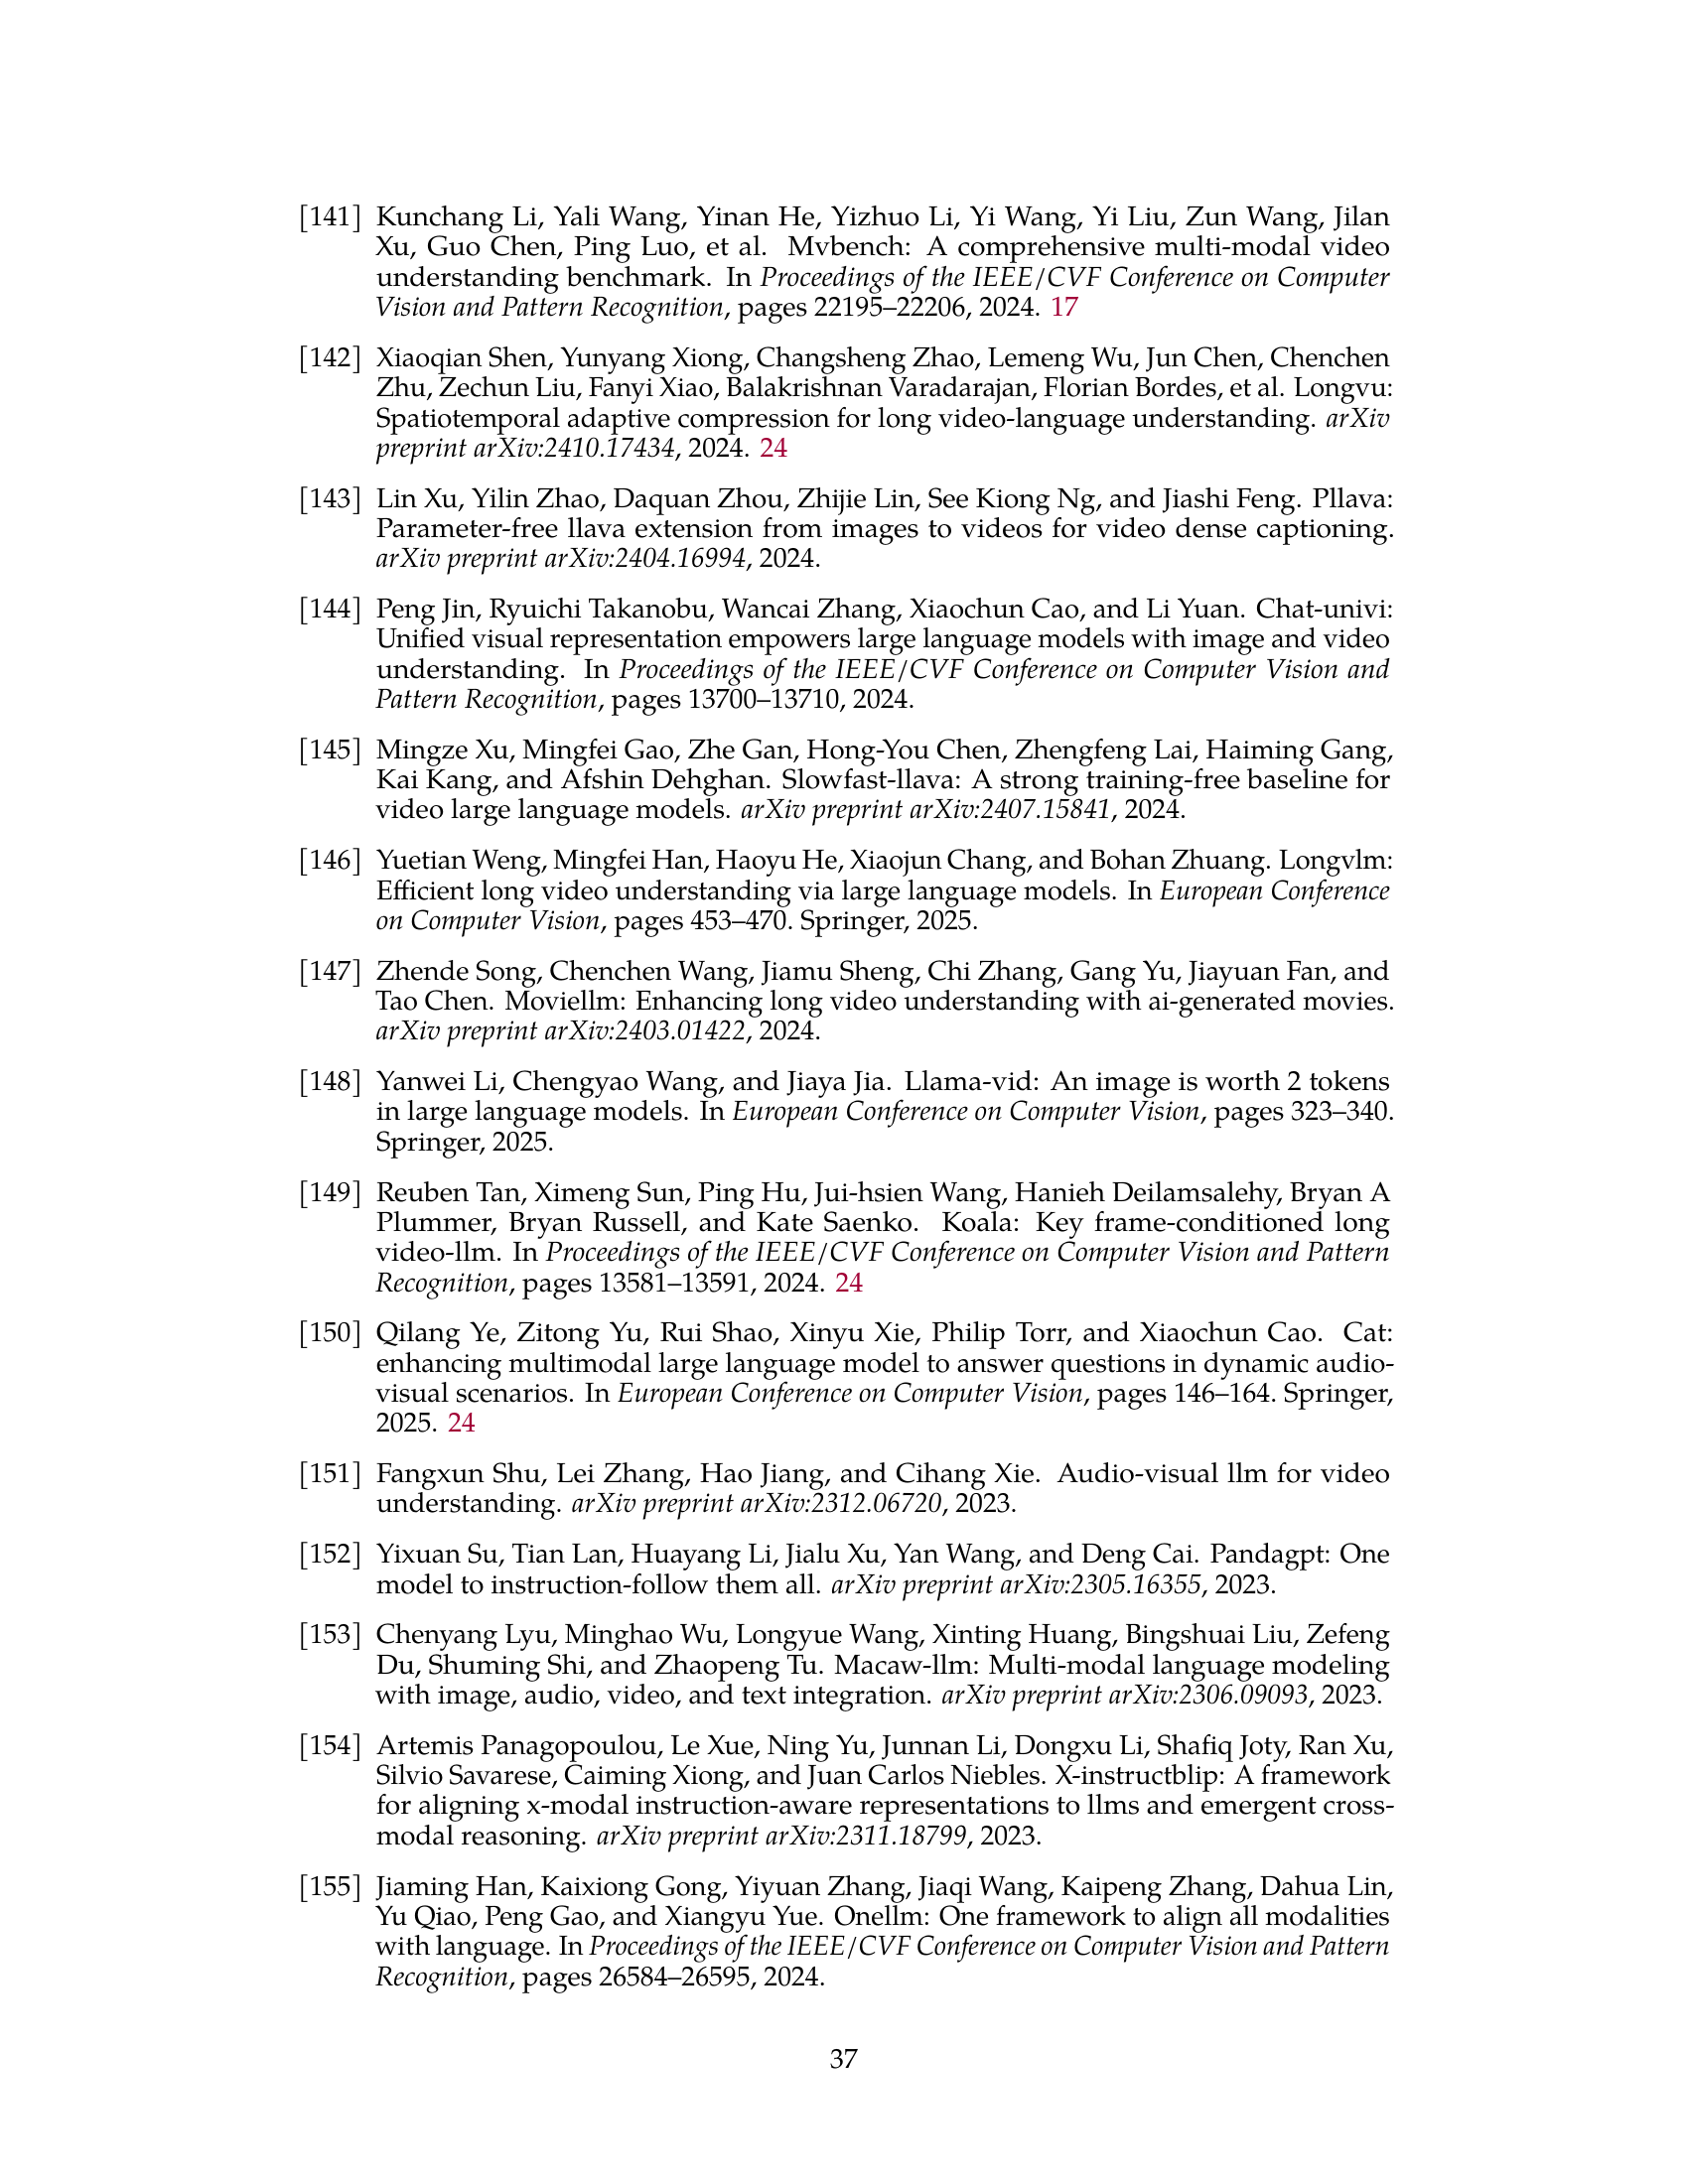 [141] Kunchang Li, Yali Wang, Yinan He, Yizhuo Li, Yi Wang, Yi Liu, Zun Wang, Jilan
Xu, Guo Chen, Ping Luo, et al. Mvbench: A comprehensive multi-modal video
understanding benchmark. In Proceedings of the IEEE/CVF Conference on Computer
Vision and Pattern Recognition, pages 22195–22206, 2024. 17
[142] Xiaoqian Shen, Yunyang Xiong, Changsheng Zhao, Lemeng Wu, Jun Chen, Chenchen
Zhu, Zechun Liu, Fanyi Xiao, Balakrishnan Varadarajan, Florian Bordes, et al. Longvu:
Spatiotemporal adaptive compression for long video-language understanding. arXiv
preprint arXiv:2410.17434, 2024. 24
[143] Lin Xu, Yilin Zhao, Daquan Zhou, Zhijie Lin, See Kiong Ng, and Jiashi Feng. Pllava:
Parameter-free llava extension from images to videos for video dense captioning.
arXiv preprint arXiv:2404.16994, 2024.
[144] Peng Jin, Ryuichi Takanobu, Wancai Zhang, Xiaochun Cao, and Li Yuan. Chat-univi:
Unified visual representation empowers large language models with image and video
understanding. In Proceedings of the IEEE/CVF Conference on Computer Vision and
Pattern Recognition, pages 13700–13710, 2024.
[145] Mingze Xu, Mingfei Gao, Zhe Gan, Hong-You Chen, Zhengfeng Lai, Haiming Gang,
Kai Kang, and Afshin Dehghan. Slowfast-llava: A strong training-free baseline for
video large language models. arXiv preprint arXiv:2407.15841, 2024.
[146] Yuetian Weng, Mingfei Han, Haoyu He, Xiaojun Chang, and Bohan Zhuang. Longvlm:
Efficient long video understanding via large language models. In European Conference
on Computer Vision, pages 453–470. Springer, 2025.
[147] Zhende Song, Chenchen Wang, Jiamu Sheng, Chi Zhang, Gang Yu, Jiayuan Fan, and
Tao Chen. Moviellm: Enhancing long video understanding with ai-generated movies.
arXiv preprint arXiv:2403.01422, 2024.
[148] Yanwei Li, Chengyao Wang, and Jiaya Jia. Llama-vid: An image is worth 2 tokens
in large language models. In European Conference on Computer Vision, pages 323–340.
Springer, 2025.
[149] Reuben Tan, Ximeng Sun, Ping Hu, Jui-hsien Wang, Hanieh Deilamsalehy, Bryan A
Plummer, Bryan Russell, and Kate Saenko. Koala: Key frame-conditioned long
video-llm. In Proceedings of the IEEE/CVF Conference on Computer Vision and Pattern
Recognition, pages 13581–13591, 2024. 24
[150] Qilang Ye, Zitong Yu, Rui Shao, Xinyu Xie, Philip Torr, and Xiaochun Cao. Cat:
enhancing multimodal large language model to answer questions in dynamic audio-
visual scenarios. In European Conference on Computer Vision, pages 146–164. Springer,
2025. 24
[151] Fangxun Shu, Lei Zhang, Hao Jiang, and Cihang Xie. Audio-visual llm for video
understanding. arXiv preprint arXiv:2312.06720, 2023.
[152] Yixuan Su, Tian Lan, Huayang Li, Jialu Xu, Yan Wang, and Deng Cai. Pandagpt: One
model to instruction-follow them all. arXiv preprint arXiv:2305.16355, 2023.
[153] Chenyang Lyu, Minghao Wu, Longyue Wang, Xinting Huang, Bingshuai Liu, Zefeng
Du, Shuming Shi, and Zhaopeng Tu. Macaw-llm: Multi-modal language modeling
with image, audio, video, and text integration. arXiv preprint arXiv:2306.09093, 2023.
[154] Artemis Panagopoulou, Le Xue, Ning Yu, Junnan Li, Dongxu Li, Shafiq Joty, Ran Xu,
Silvio Savarese, Caiming Xiong, and Juan Carlos Niebles. X-instructblip: A framework
for aligning x-modal instruction-aware representations to llms and emergent cross-
modal reasoning. arXiv preprint arXiv:2311.18799, 2023.
[155] Jiaming Han, Kaixiong Gong, Yiyuan Zhang, Jiaqi Wang, Kaipeng Zhang, Dahua Lin,
Yu Qiao, Peng Gao, and Xiangyu Yue. Onellm: One framework to align all modalities
with language. In Proceedings of the IEEE/CVF Conference on Computer Vision and Pattern
Recognition, pages 26584–26595, 2024.
37